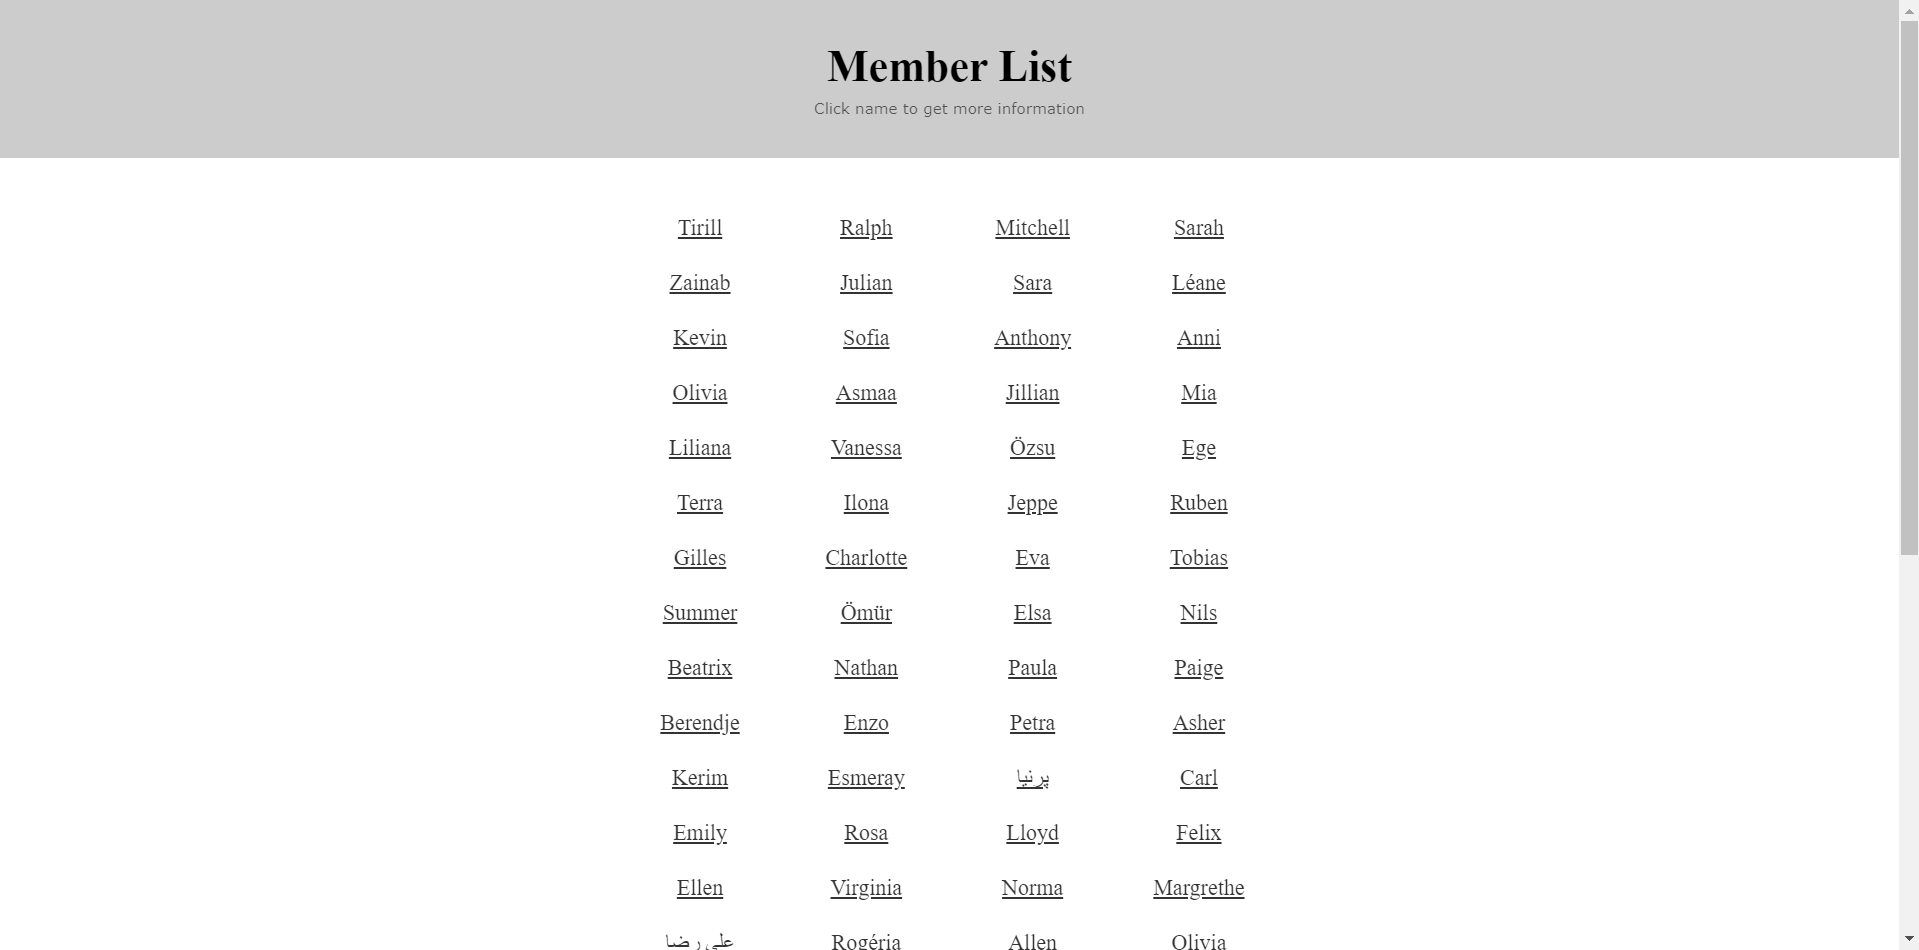 Member List
Click name to get more information
Tirill Ralph Mitchell Sarah
Zainab Julian Sara Léane
Kevin Sofia Anthony Anni
Olivia Asmaa Jillian Mia
Liliana Vanessa Özsu Ege
Terra Ilona Jeppe Ruben
Gilles Charlotte Eva Tobias
Summer Ömür Elsa Nils
Beatrix Nathan Paula Paige
Berendje Enzo Petra Asher
Kerim Esmeray پرنیا Carl
Emily Rosa Lloyd Felix
Ellen Virginia Norma Margrethe
علی رضا Rogéria Allen Olivia